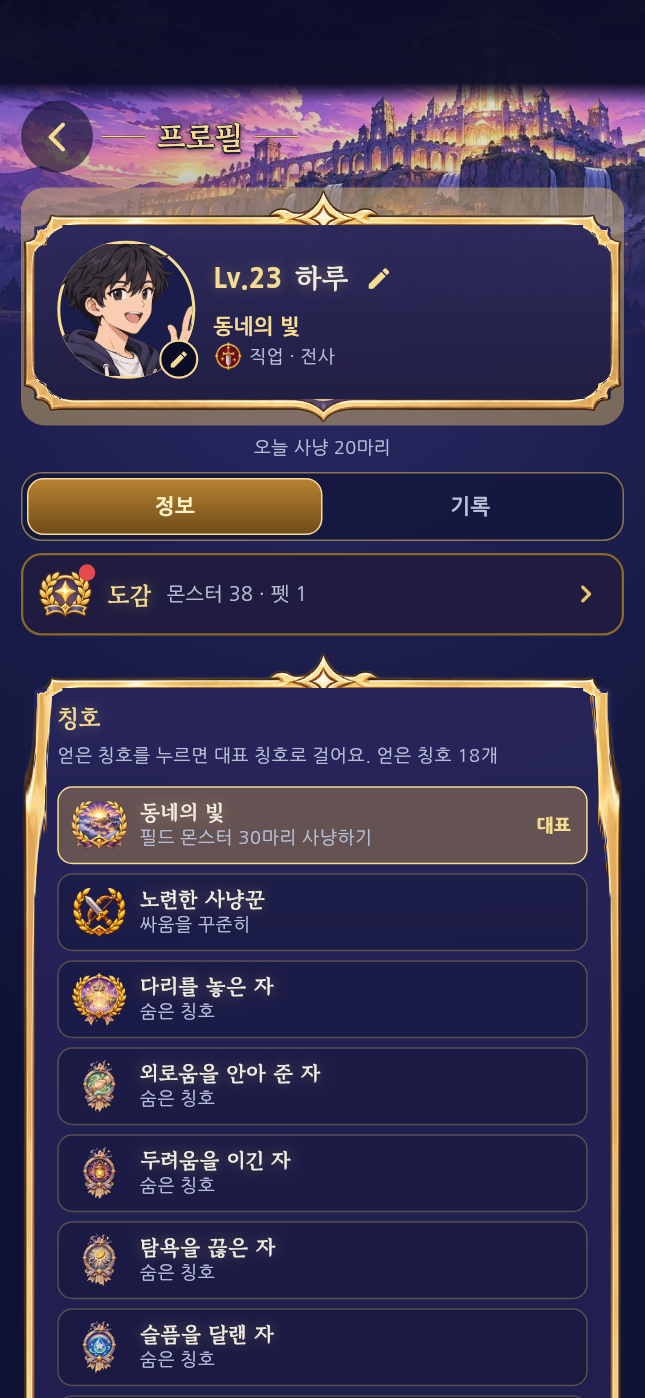 프로필
Lv.23 하루
동네의 빛
직업 · 전사
오늘 사냥 20마리
정보
기록
도감 몬스터 38 · 펫 1
칭호
얻은 칭호를 누르면 대표 칭호로 걸어요. 얻은 칭호 18개
동네의 빛
필드 몬스터 30마리 사냥하기
대표
노련한 사냥꾼
싸움을 꾸준히
다리를 놓은 자
숨은 칭호
외로움을 안아 준 자
숨은 칭호
두려움을 이긴 자
숨은 칭호
탐욕을 끊은 자
숨은 칭호
슬픔을 달랜 자
숨은 칭호